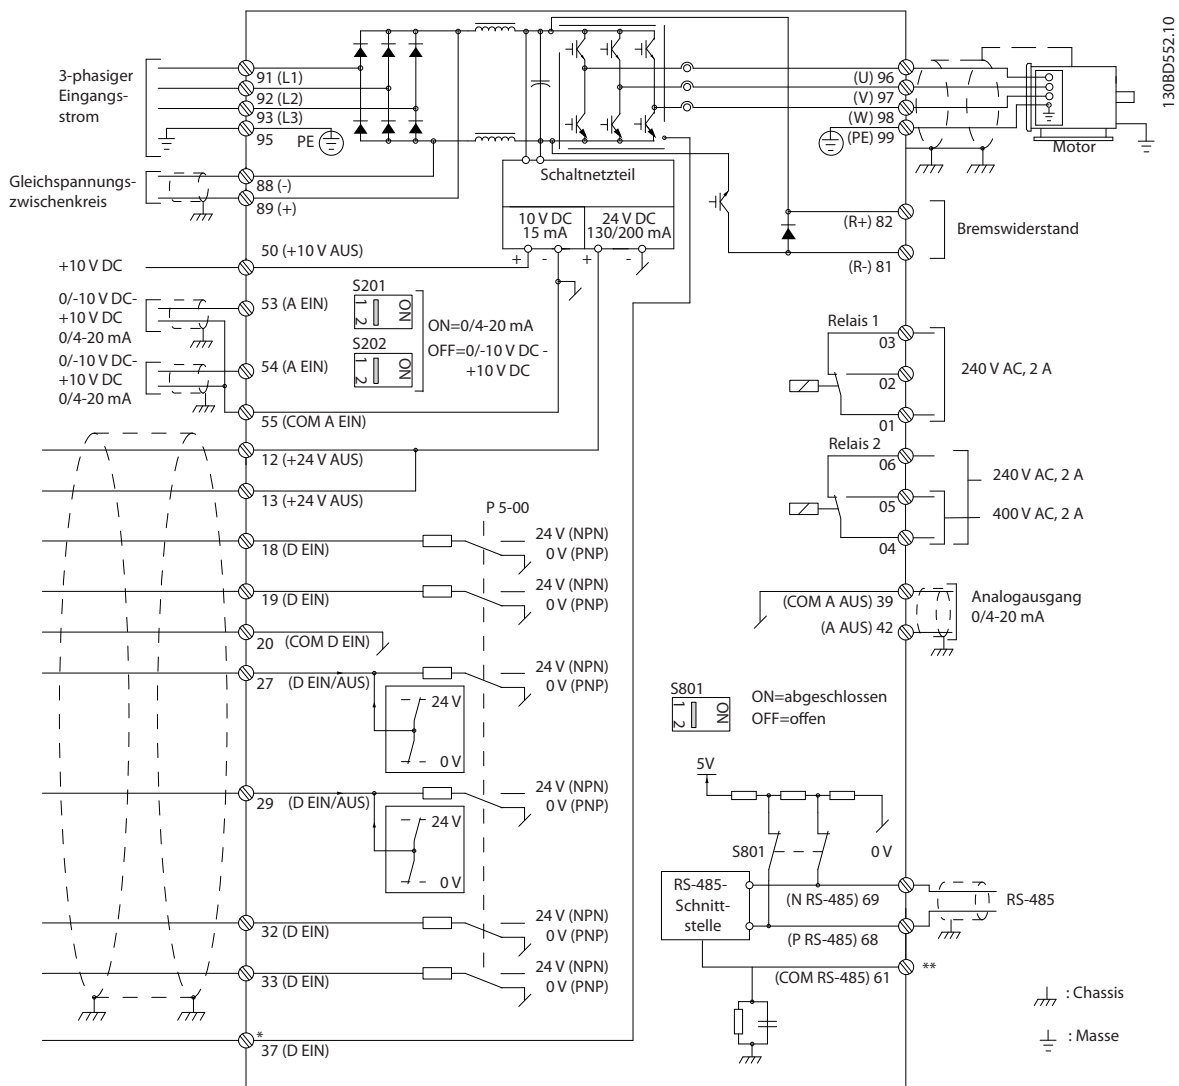 130BD552.10
3-phasiger
Eingangs-
strom
91 (L1)
92 (L2)
93 (L3)
95
PE
(U) 96
(V) 97
(W) 98
(PE) 99
Motor
Gleichspannungs-
zwischenkreis
88 (-)
89 (+)
Schaltnetzteil
10 V DC
15 mA
24 V DC
130/200 mA
+ - + -
(R+) 82
(R-) 81
Bremswiderstand
+10 V DC
50 (+10 V AUS)
0/-10 V DC-
+10 V DC
0/4-20 mA
53 (A EIN)
0/-10 V DC-
+10 V DC
0/4-20 mA
54 (A EIN)
55 (COM A EIN)
S201
1 2
ON
S202
1 2
ON
ON=0/4-20 mA
OFF=0/-10 V DC -
+10 V DC
Relais 1
03
02
01
240 V AC, 2 A
Relais 2
06
05
04
240 V AC, 2 A
400 V AC, 2 A
12 (+24 V AUS)
13 (+24 V AUS)
P 5-00
18 (D EIN)
24 V (NPN)
0 V (PNP)
19 (D EIN)
24 V (NPN)
0 V (PNP)
20 (COM D EIN)
27 (D EIN/AUS)
24 V (NPN)
0 V (PNP)
24 V
0 V
29 (D EIN/AUS)
24 V (NPN)
0 V (PNP)
24 V
0 V
32 (D EIN)
24 V (NPN)
0 V (PNP)
33 (D EIN)
24 V (NPN)
0 V (PNP)
*
37 (D EIN)
(COM A AUS) 39
(A AUS) 42
Analogausgang
0/4-20 mA
S801
1 2
ON
ON=abgeschlossen
OFF=offen
5V
S801
0 V
RS-485-
Schnitt-
stelle
(N RS-485) 69
(P RS-485) 68
(COM RS-485) 61
RS-485
**
: Chassis
: Masse